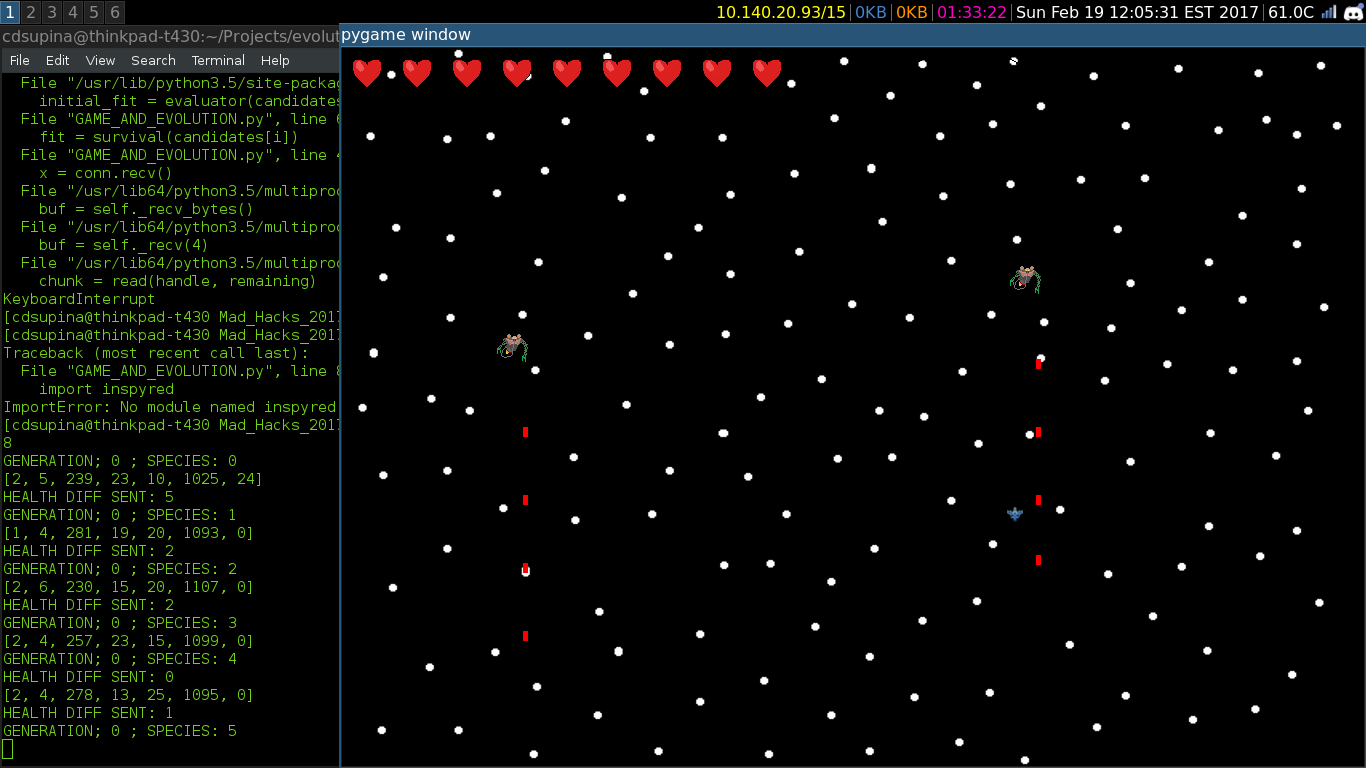 1 2 3 4 5 6
10.140.20.93/15 | 0KB | 0KB | 01:33:22 | Sun Feb 19 12:05:31 EST 2017 | 61.0C
cdsupina@thinkpad-t430:~/Projects/evolut
pygame window
File Edit View Search Terminal Help
File "/usr/lib/python3.5/site-packag
initial_fit = evaluator(candidates
File "GAME_AND_EVOLUTION.py", line
fit = survival(candidates[i])
File "GAME_AND_EVOLUTION.py", line
x = conn.recv()
File "/usr/lib64/python3.5/multiproc
buf = self._recv_bytes()
File "/usr/lib64/python3.5/multiproc
buf = self._recv(4)
File "/usr/lib64/python3.5/multiproc
chunk = read(handle, remaining)
KeyboardInterrupt
[cdsupina@thinkpad-t430 Mad_Hacks_201
[cdsupina@thinkpad-t430 Mad_Hacks_201
Traceback (most recent call last):
File "GAME_AND_EVOLUTION.py", line
import inspyred
ImportError: No module named inspyred
[cdsupina@thinkpad-t430 Mad_Hacks_201
8
GENERATION; 0 ; SPECIES: 0
[2, 5, 239, 23, 10, 1025, 24]
HEALTH DIFF SENT: 5
GENERATION; 0 ; SPECIES: 1
[1, 4, 281, 19, 20, 1093, 0]
HEALTH DIFF SENT: 2
GENERATION; 0 ; SPECIES: 2
[2, 6, 230, 15, 20, 1107, 0]
HEALTH DIFF SENT: 2
GENERATION; 0 ; SPECIES: 3
[2, 4, 257, 23, 15, 1099, 0]
GENERATION; 0 ; SPECIES: 4
HEALTH DIFF SENT: 0
[2, 4, 278, 13, 25, 1095, 0]
HEALTH DIFF SENT: 1
GENERATION; 0 ; SPECIES: 5